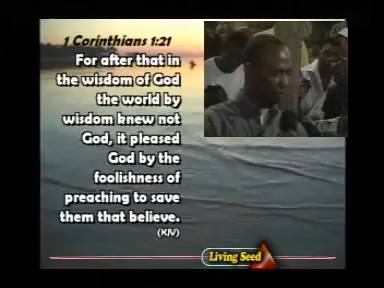 1 Corinthians 1:21
For after that in
the wisdom of God
the world by
wisdom knew not
God, it pleased
God by the
foolishness of
preaching to save
them that believe.
(KJV)
Living Seed